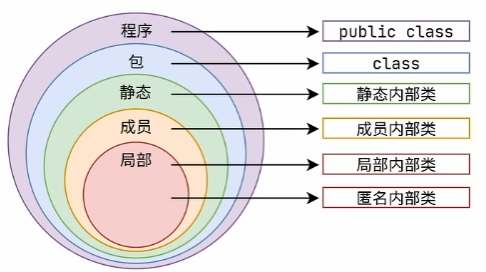 程序
public class
包
class
静态
静态内部类
成员
成员内部类
局部
局部内部类
匿名内部类